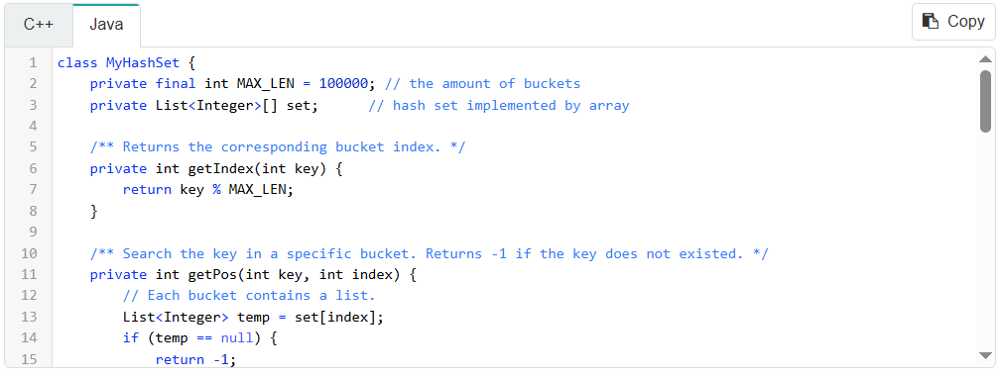 C++
Java
Copy
1 class MyHashSet {
2     private final int MAX_LEN = 100000; // the amount of buckets
3     private List<Integer>[] set;      // hash set implemented by array
4
5     /** Returns the corresponding bucket index. */
6     private int getIndex(int key) {
7         return key % MAX_LEN;
8     }
9
10     /** Search the key in a specific bucket. Returns -1 if the key does not existed. */
11     private int getPos(int key, int index) {
12         // Each bucket contains a list.
13         List<Integer> temp = set[index];
14         if (temp == null) {
15             return -1;